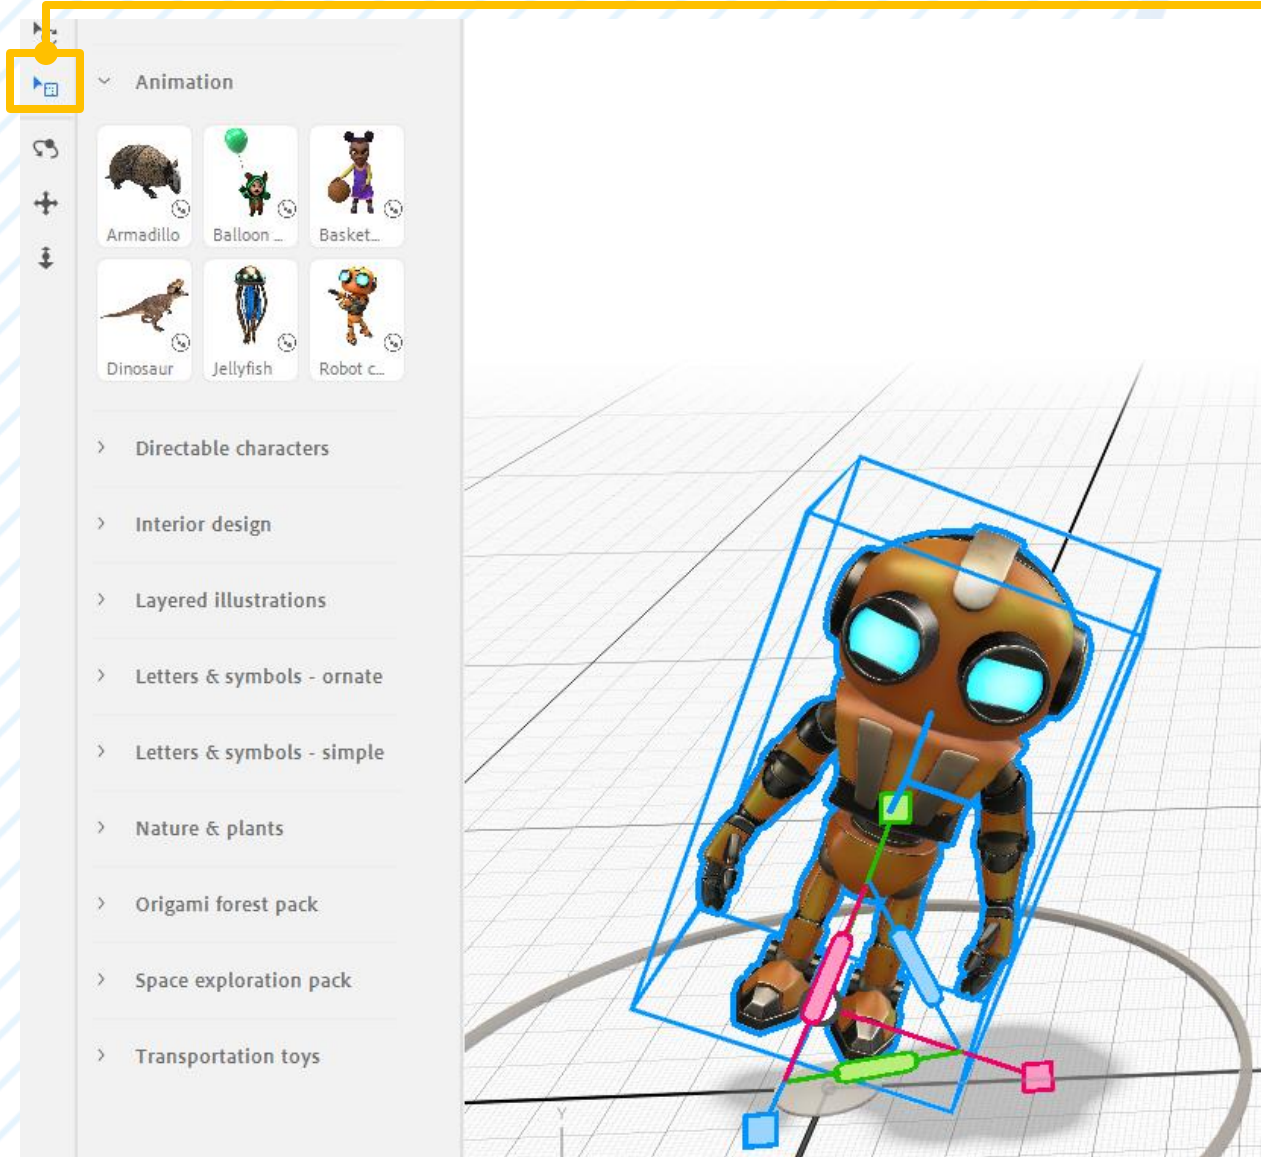 Animation
Armadillo
Balloon ...
Basket...
Dinosaur
Jellyfish
Robot c...
Directable characters
Interior design
Layered illustrations
Letters & symbols - ornate
Letters & symbols - simple
Nature & plants
Origami forest pack
Space exploration pack
Transportation toys
Y